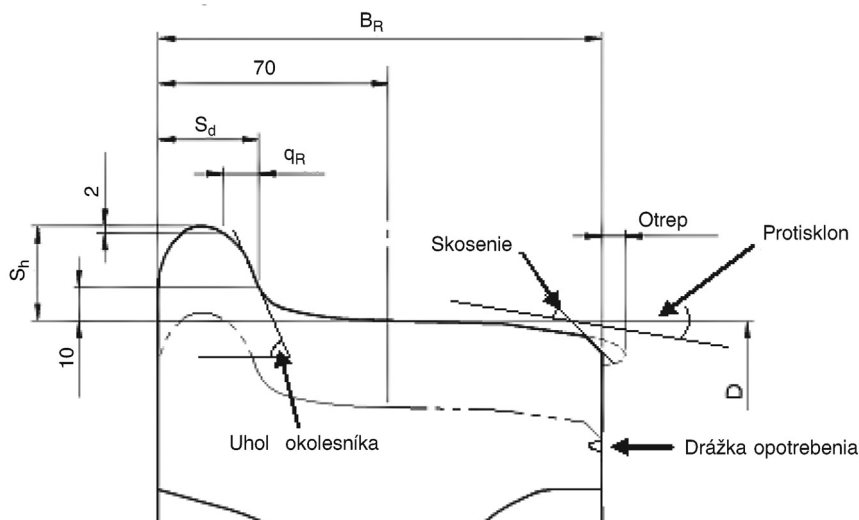 B_R
70
S_d
q_R
2
Otrep
Skosenie
Protisklon
S_h
10
D
Uhol okolesníka
Drážka opotrebenia